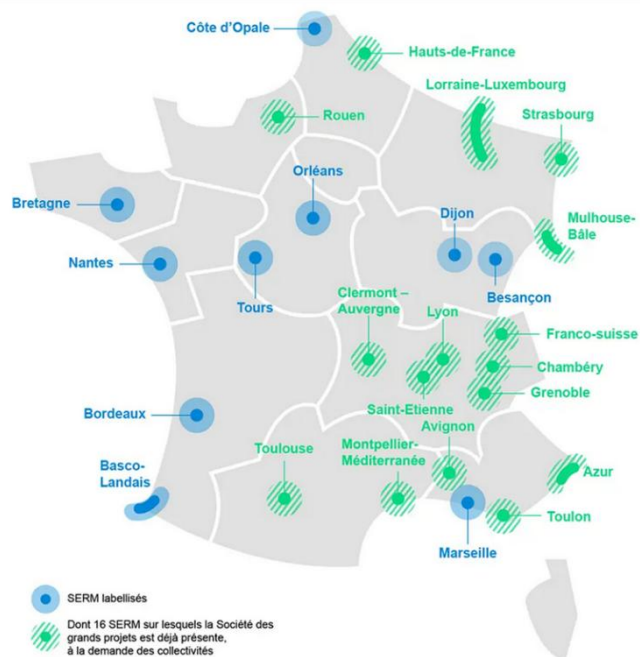 Côte d'Opale
Hauts-de-France
Lorraine-Luxembourg
Strasbourg
Rouen
Orléans
Bretagne
Dijon
Mulhouse-
Bâle
Nantes
Tours
Besançon
Clermont –
Auvergne
Lyon
Franco-suisse
Chambéry
Grenoble
Saint-Etienne
Avignon
Bordeaux
Toulouse
Montpellier-
Méditerranée
Basco-
Landais
Azur
Toulon
Marseille
SERM labellisés
Dont 16 SERM sur lesquels la Société des
grands projets est déjà présente,
à la demande des collectivités